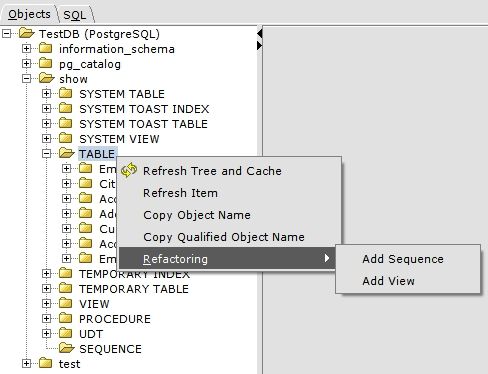 Objects SQL
TestDB (PostgreSQL)
information_schema
pg_catalog
show
SYSTEM TABLE
SYSTEM TOAST INDEX
SYSTEM TOAST TABLE
SYSTEM VIEW
TABLE
Em
Cit
Acc
Add
Cu
Acc
Em
Refresh Tree and Cache
Refresh Item
Copy Object Name
Copy Qualified Object Name
Refactoring
Add Sequence
Add View
TEMPORARY INDEX
TEMPORARY TABLE
VIEW
PROCEDURE
UDT
SEQUENCE
test